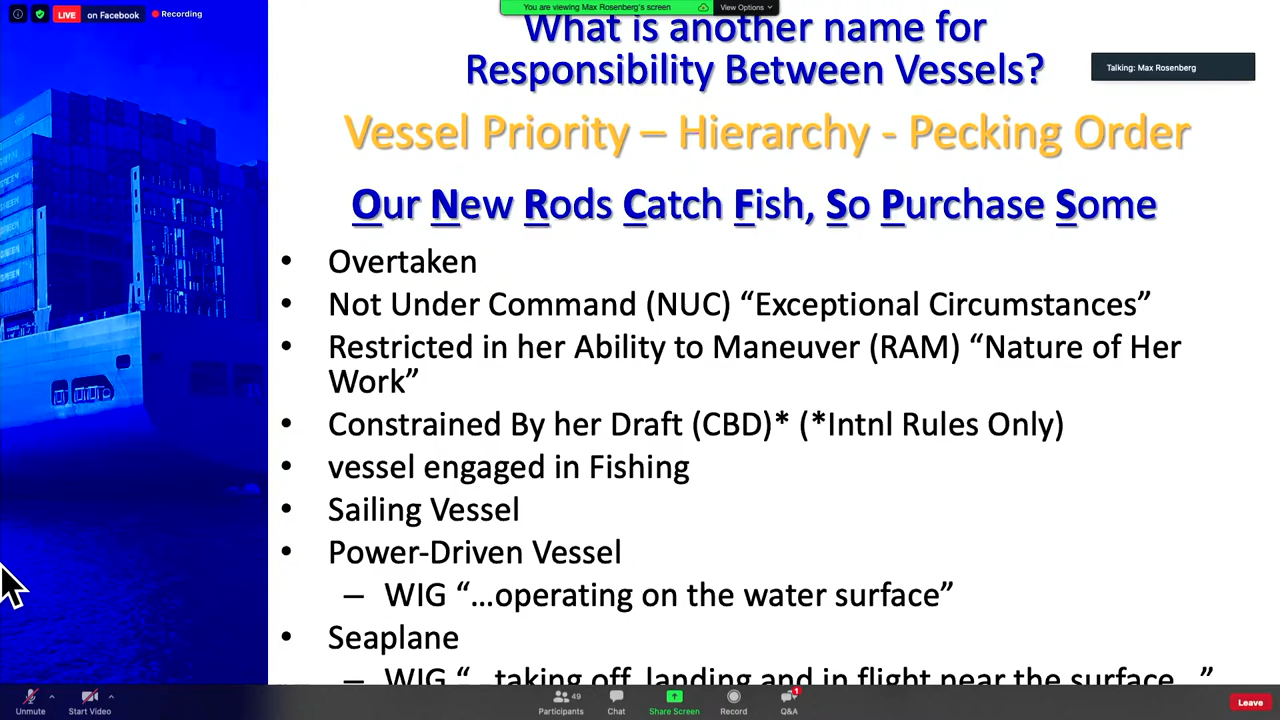 LIVE on Facebook Recording
You are viewing Max Rosenberg's screen View Options
What is another name for
Responsibility Between Vessels?
Talking: Max Rosenberg
Vessel Priority – Hierarchy - Pecking Order
Our New Rods Catch Fish, So Purchase Some
• Overtaken
• Not Under Command (NUC) “Exceptional Circumstances”
• Restricted in her Ability to Maneuver (RAM) “Nature of Her
Work”
• Constrained By her Draft (CBD)* (*Intnl Rules Only)
• vessel engaged in Fishing
• Sailing Vessel
• Power-Driven Vessel
– WIG “…operating on the water surface”
• Seaplane
– WIG “…taking off, landing and in flight near the surface…”
Unmute Start Video Participants 49 Chat Share Screen Record Q&A 1 Leave